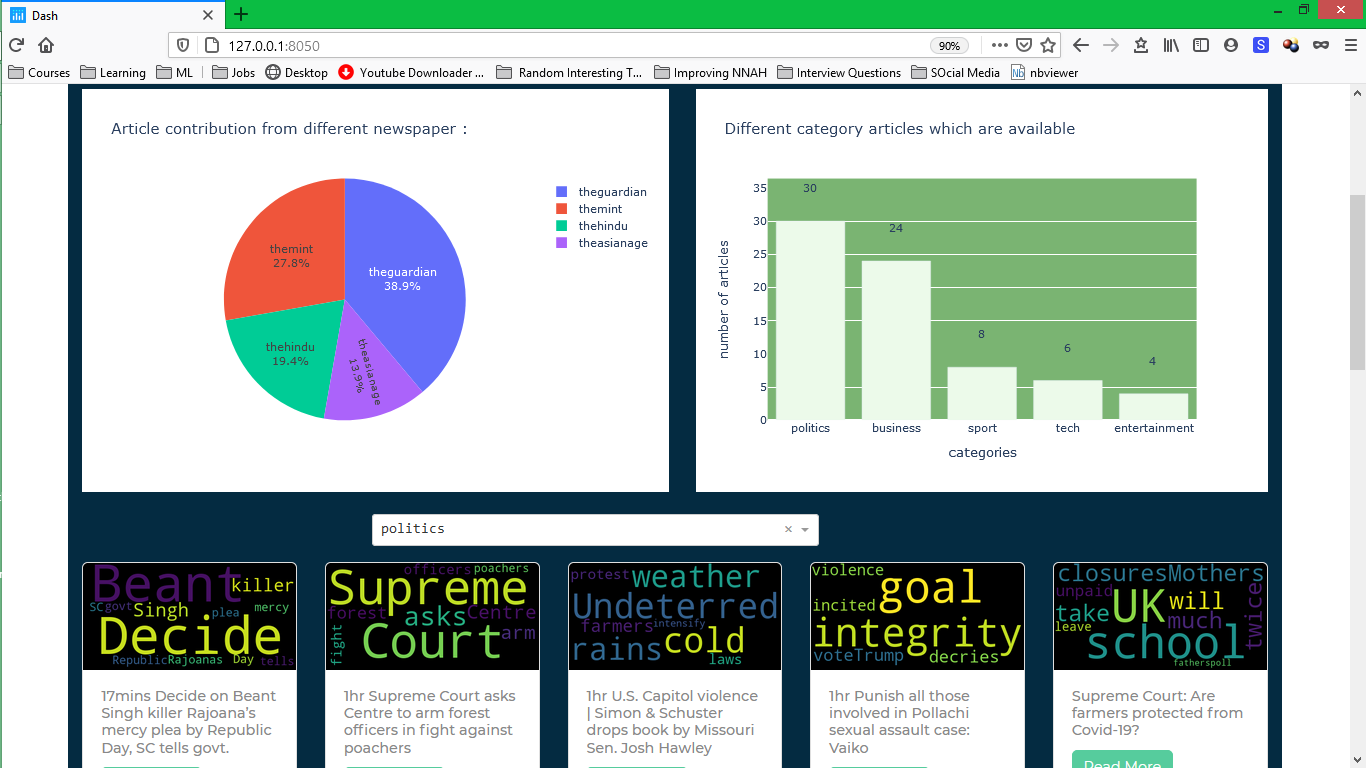 Dash
127.0.0.1:8050
90%
Courses Learning ML Jobs Desktop Youtube Downloader ... Random Interesting T... Improving NNAH Interview Questions SOcial Media nbviewer
Article contribution from different newspaper :
theguardian
themint
thehindu
theasianage
themint
27.8%
theguardian
38.9%
thehindu
19.4%
theasianage
13.9%
Different category articles which are available
number of articles
35
30
25
20
15
10
5
0
30
24
8
6
4
politics business sport tech entertainment
categories
politics
Beant
killer
SC govt Singh plea mercy
Decide
Republic Rajoanas Day tells
officers poachers
Supreme
forest asks Centre
fight Court arm
protest weather
Undeterred
farmers intensify
rains cold
laws
violence
goal
incited
integrity
voteTrump decries
closures Mothers
unpaid
take UK will
leave much twice
school
fatherspoll
17mins Decide on Beant
Singh killer Rajoana's
mercy plea by Republic
Day, SC tells govt.
1hr Supreme Court asks
Centre to arm forest
officers in fight against
poachers
1hr U.S. Capitol violence
| Simon & Schuster
drops book by Missouri
Sen. Josh Hawley
1hr Punish all those
involved in Pollachi
sexual assault case:
Vaiko
Supreme Court: Are
farmers protected from
Covid-19?
Read More